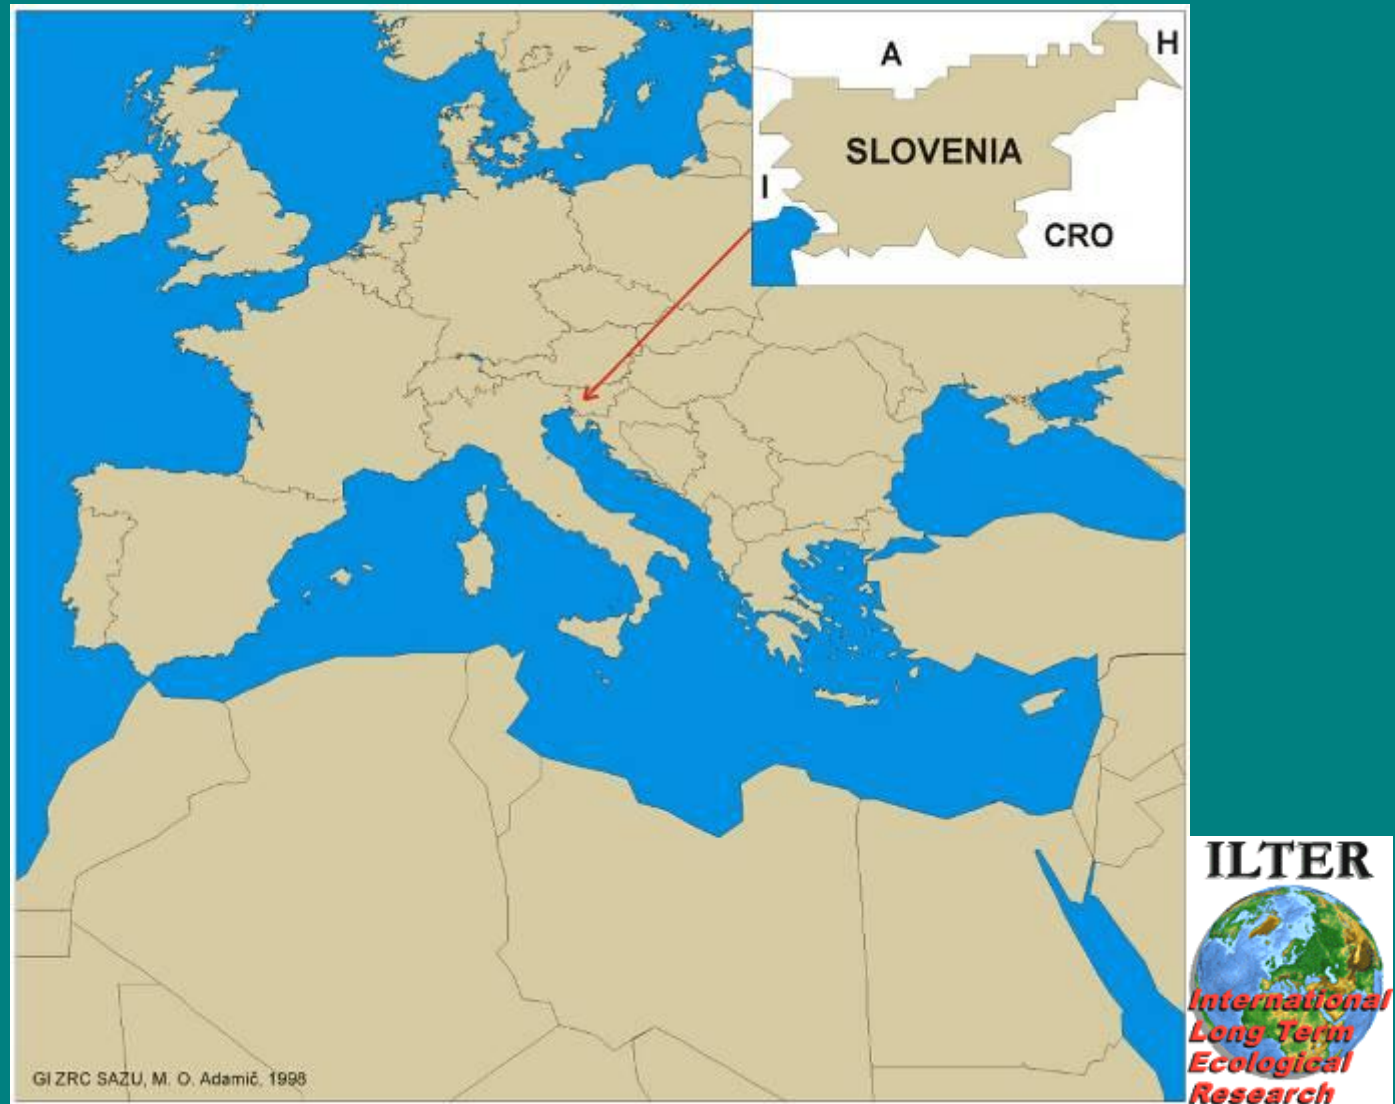 A
H
SLOVENIA
I
CRO
ILTER
International
Long Term
Ecological
Research
GI ZRC SAZU, M. O. Adamič, 1998